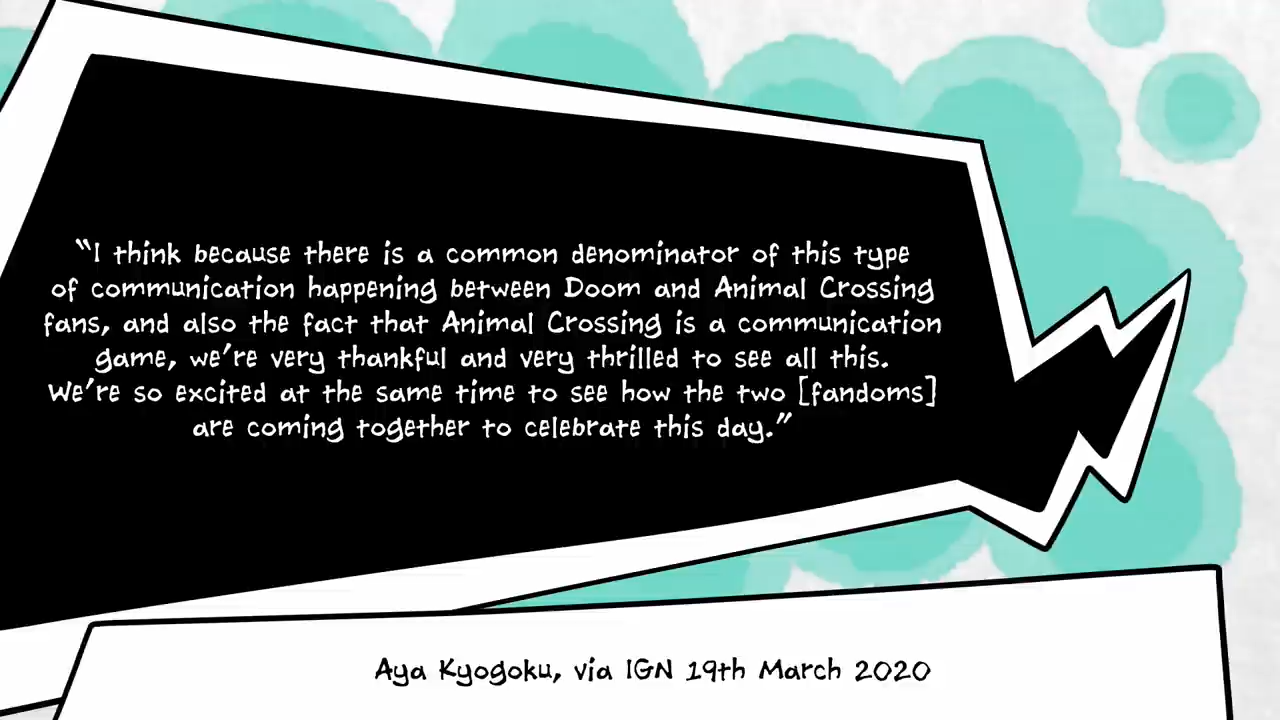 “I think because there is a common denominator of this type
of communication happening between Doom and Animal Crossing
fans, and also the fact that Animal Crossing is a communication
game, we’re very thankful and very thrilled to see all this.
We’re so excited at the same time to see how the two [fandoms]
are coming together to celebrate this day.”
Aya Kyogoku, via IGN 19th March 2020